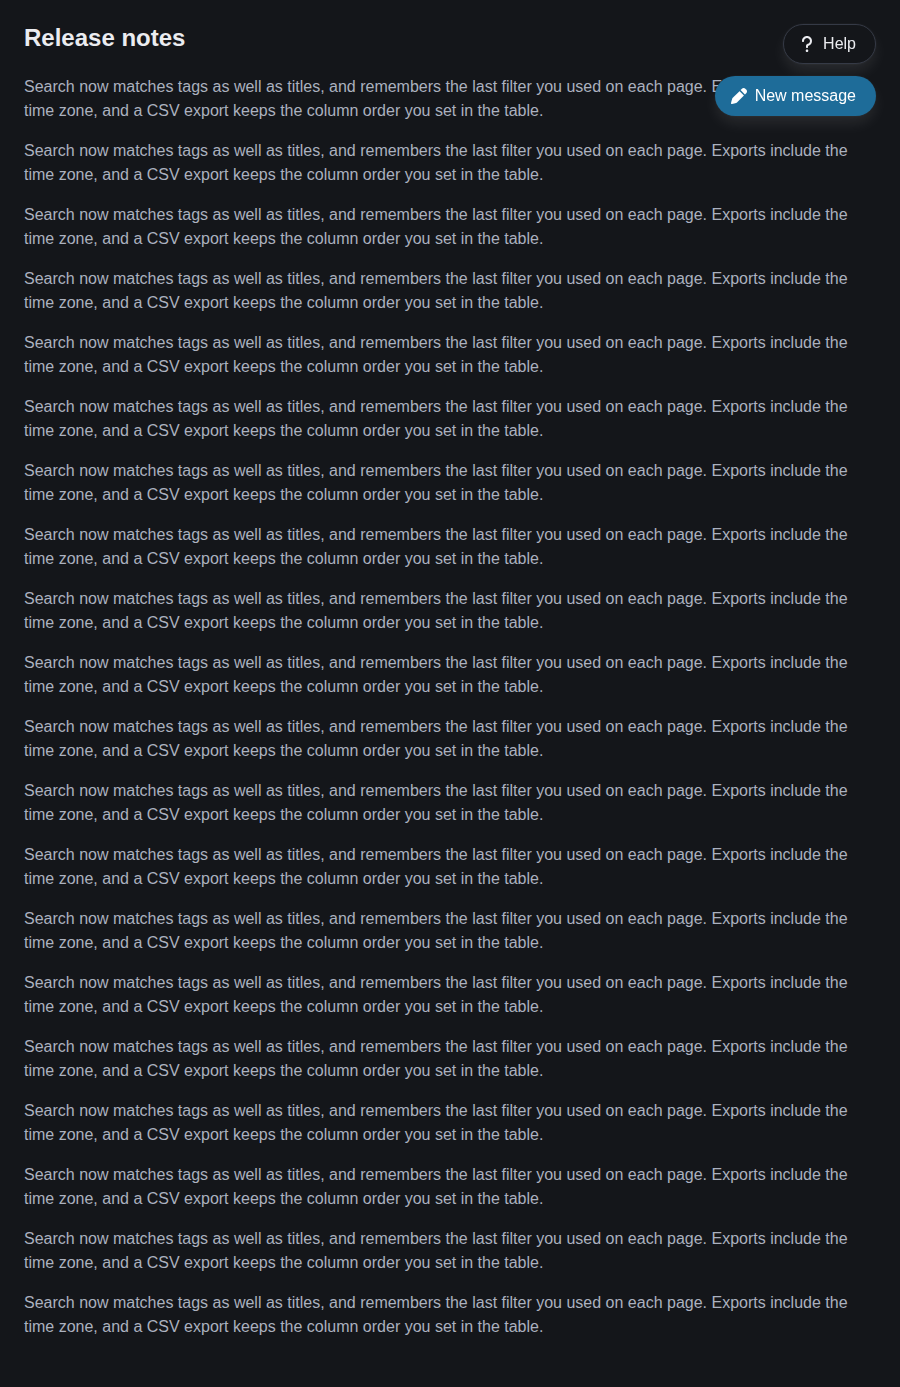 Release notes
Help
Search now matches tags as well as titles, and remembers the last filter you used on each page.
New message
time zone, and a CSV export keeps the column order you set in the table.
Search now matches tags as well as titles, and remembers the last filter you used on each page. Exports include the
time zone, and a CSV export keeps the column order you set in the table.
Search now matches tags as well as titles, and remembers the last filter you used on each page. Exports include the
time zone, and a CSV export keeps the column order you set in the table.
Search now matches tags as well as titles, and remembers the last filter you used on each page. Exports include the
time zone, and a CSV export keeps the column order you set in the table.
Search now matches tags as well as titles, and remembers the last filter you used on each page. Exports include the
time zone, and a CSV export keeps the column order you set in the table.
Search now matches tags as well as titles, and remembers the last filter you used on each page. Exports include the
time zone, and a CSV export keeps the column order you set in the table.
Search now matches tags as well as titles, and remembers the last filter you used on each page. Exports include the
time zone, and a CSV export keeps the column order you set in the table.
Search now matches tags as well as titles, and remembers the last filter you used on each page. Exports include the
time zone, and a CSV export keeps the column order you set in the table.
Search now matches tags as well as titles, and remembers the last filter you used on each page. Exports include the
time zone, and a CSV export keeps the column order you set in the table.
Search now matches tags as well as titles, and remembers the last filter you used on each page. Exports include the
time zone, and a CSV export keeps the column order you set in the table.
Search now matches tags as well as titles, and remembers the last filter you used on each page. Exports include the
time zone, and a CSV export keeps the column order you set in the table.
Search now matches tags as well as titles, and remembers the last filter you used on each page. Exports include the
time zone, and a CSV export keeps the column order you set in the table.
Search now matches tags as well as titles, and remembers the last filter you used on each page. Exports include the
time zone, and a CSV export keeps the column order you set in the table.
Search now matches tags as well as titles, and remembers the last filter you used on each page. Exports include the
time zone, and a CSV export keeps the column order you set in the table.
Search now matches tags as well as titles, and remembers the last filter you used on each page. Exports include the
time zone, and a CSV export keeps the column order you set in the table.
Search now matches tags as well as titles, and remembers the last filter you used on each page. Exports include the
time zone, and a CSV export keeps the column order you set in the table.
Search now matches tags as well as titles, and remembers the last filter you used on each page. Exports include the
time zone, and a CSV export keeps the column order you set in the table.
Search now matches tags as well as titles, and remembers the last filter you used on each page. Exports include the
time zone, and a CSV export keeps the column order you set in the table.
Search now matches tags as well as titles, and remembers the last filter you used on each page. Exports include the
time zone, and a CSV export keeps the column order you set in the table.
Search now matches tags as well as titles, and remembers the last filter you used on each page. Exports include the
time zone, and a CSV export keeps the column order you set in the table.